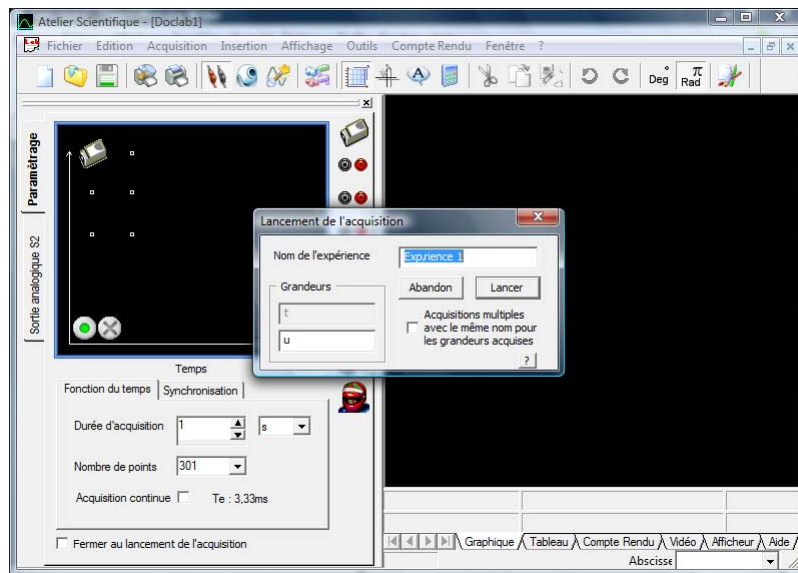 Atelier Scientifique - [Doclab1]
Fichier Edition Acquisition Insertion Affichage Outils Compte Rendu Fenêtre ?
Deg
π
Rad
Paramétrage
Sortie analogique S2
Lancement de l'acquisition
Nom de l'expérience
Exp,rience 1
Grandeurs
t
u
Abandon
Lancer
Acquisitions multiples
avec le même nom pour
les grandeurs acquises
?
Temps
Fonction du temps
Synchronisation
Durée d'acquisition 1 s
Nombre de points 301
Acquisition continue Te : 3,33ms
Fermer au lancement de l'acquisition
Graphique Tableau Compte Rendu Vidéo Afficheur Aide
Abscisse